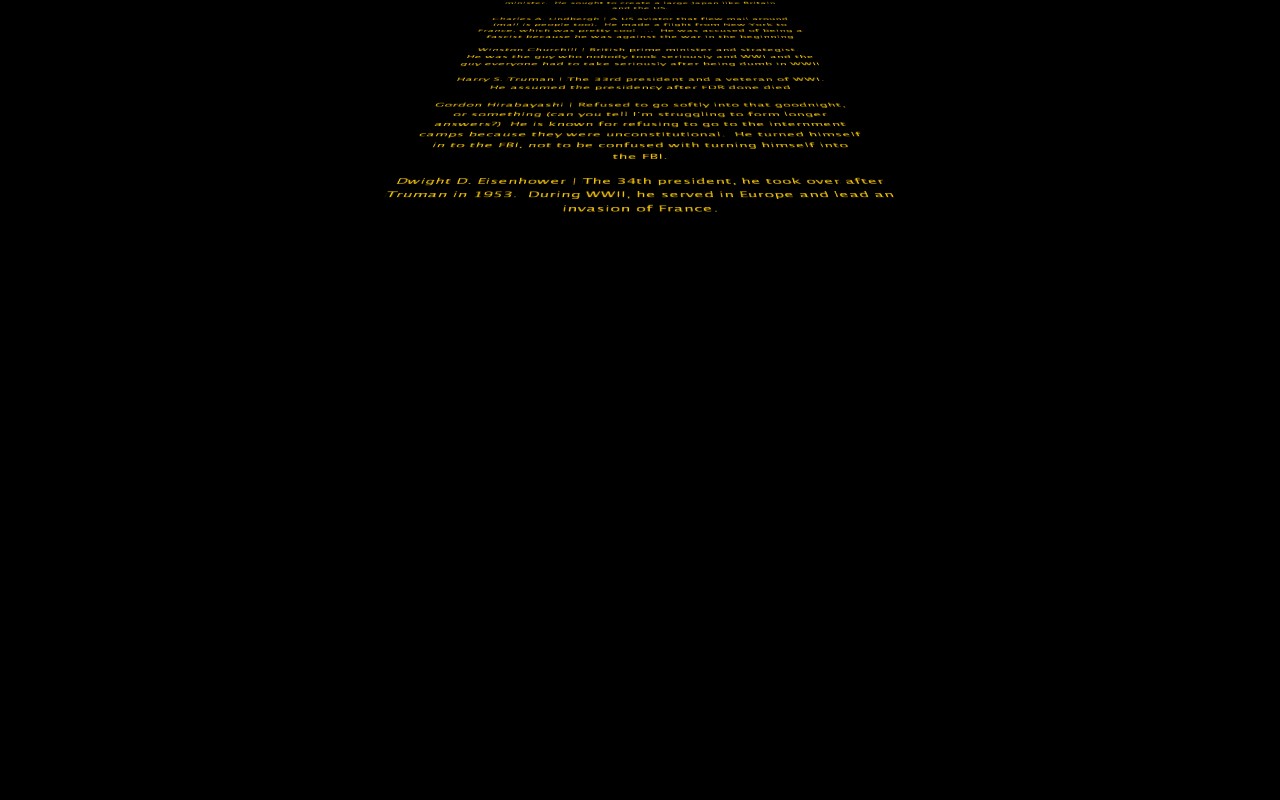 minister. He sought to create a large Japan like Britain
and the US.
Charles A. Lindbergh | A US aviator that flew mail around
(mail is people too). He made a flight from New York to
France, which was pretty cool ... He was accused of being a
fascist because he was against the war in the beginning
Winston Churchill | British prime minister and strategist.
He was the guy who nobody took seriously and WWI and the
guy everyone had to take seriously after being dumb in WWII
Harry S. Truman | The 33rd president and a veteran of WWI.
He assumed the presidency after FDR done died
Gordon Hirabayashi | Refused to go softly into that goodnight,
or something (can you tell I'm struggling to form longer
answers?) He is known for refusing to go to the internment
camps because they were unconstitutional. He turned himself
in to the FBI, not to be confused with turning himself into
the FBI.
Dwight D. Eisenhower | The 34th president, he took over after
Truman in 1953. During WWII, he served in Europe and lead an
invasion of France.